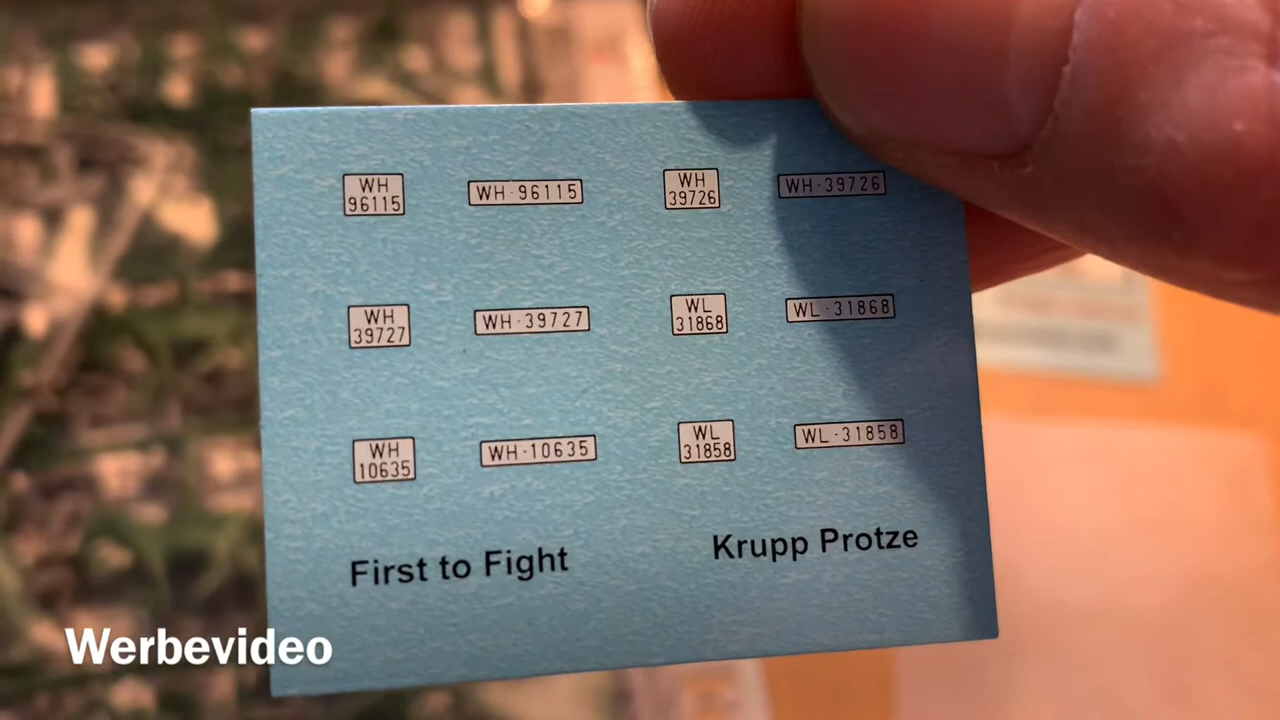 WH
96115
WH-96115
WH
39726
WH-39726
WH
39727
WH-39727
WL
31868
WL-31868
WH
10635
WH-10635
WL
31858
WL-31858
First to Fight
Krupp Protze
Werbevideo